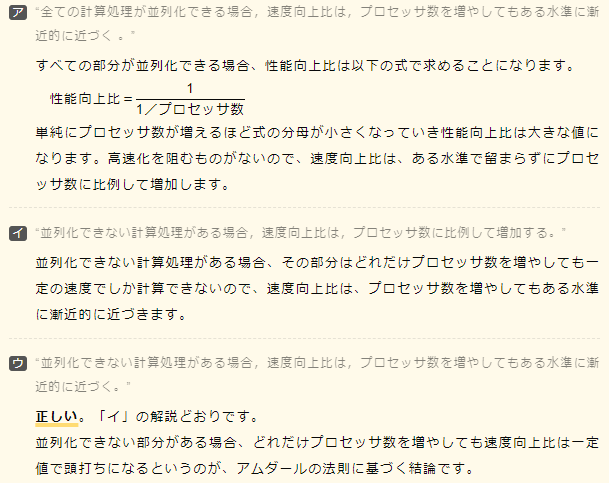 ア “全ての計算処理が並列化できる場合，速度向上比は，プロセッサ数を増やしてもある水準に漸
近的に近づく 。”
すべての部分が並列化できる場合、性能向上比は以下の式で求めることになります。
性能向上比＝1
1／プロセッサ数
単純にプロセッサ数が増えるほど式の分母が小さくなっていき性能向上比は大きな値に
なります。高速化を阻むものがないので、速度向上比は、ある水準で留まらずにプロセ
ッサ数に比例して増加します。
イ “並列化できない計算処理がある場合，速度向上比は，プロセッサ数に比例して増加する。”
並列化できない計算処理がある場合、その部分はどれだけプロセッサ数を増やしても一
定の速度でしか計算できないので、速度向上比は、プロセッサ数を増やしてもある水準
に漸近的に近づきます。
ウ “並列化できない計算処理がある場合，速度向上比は，プロセッサ数を増やしてもある水準に漸
近的に近づく。”
正しい。「イ」の解説どおりです。
並列化できない部分がある場合、どれだけプロセッサ数を増やしても速度向上比は一定
値で頭打ちになるというのが、アムダールの法則に基づく結論です。